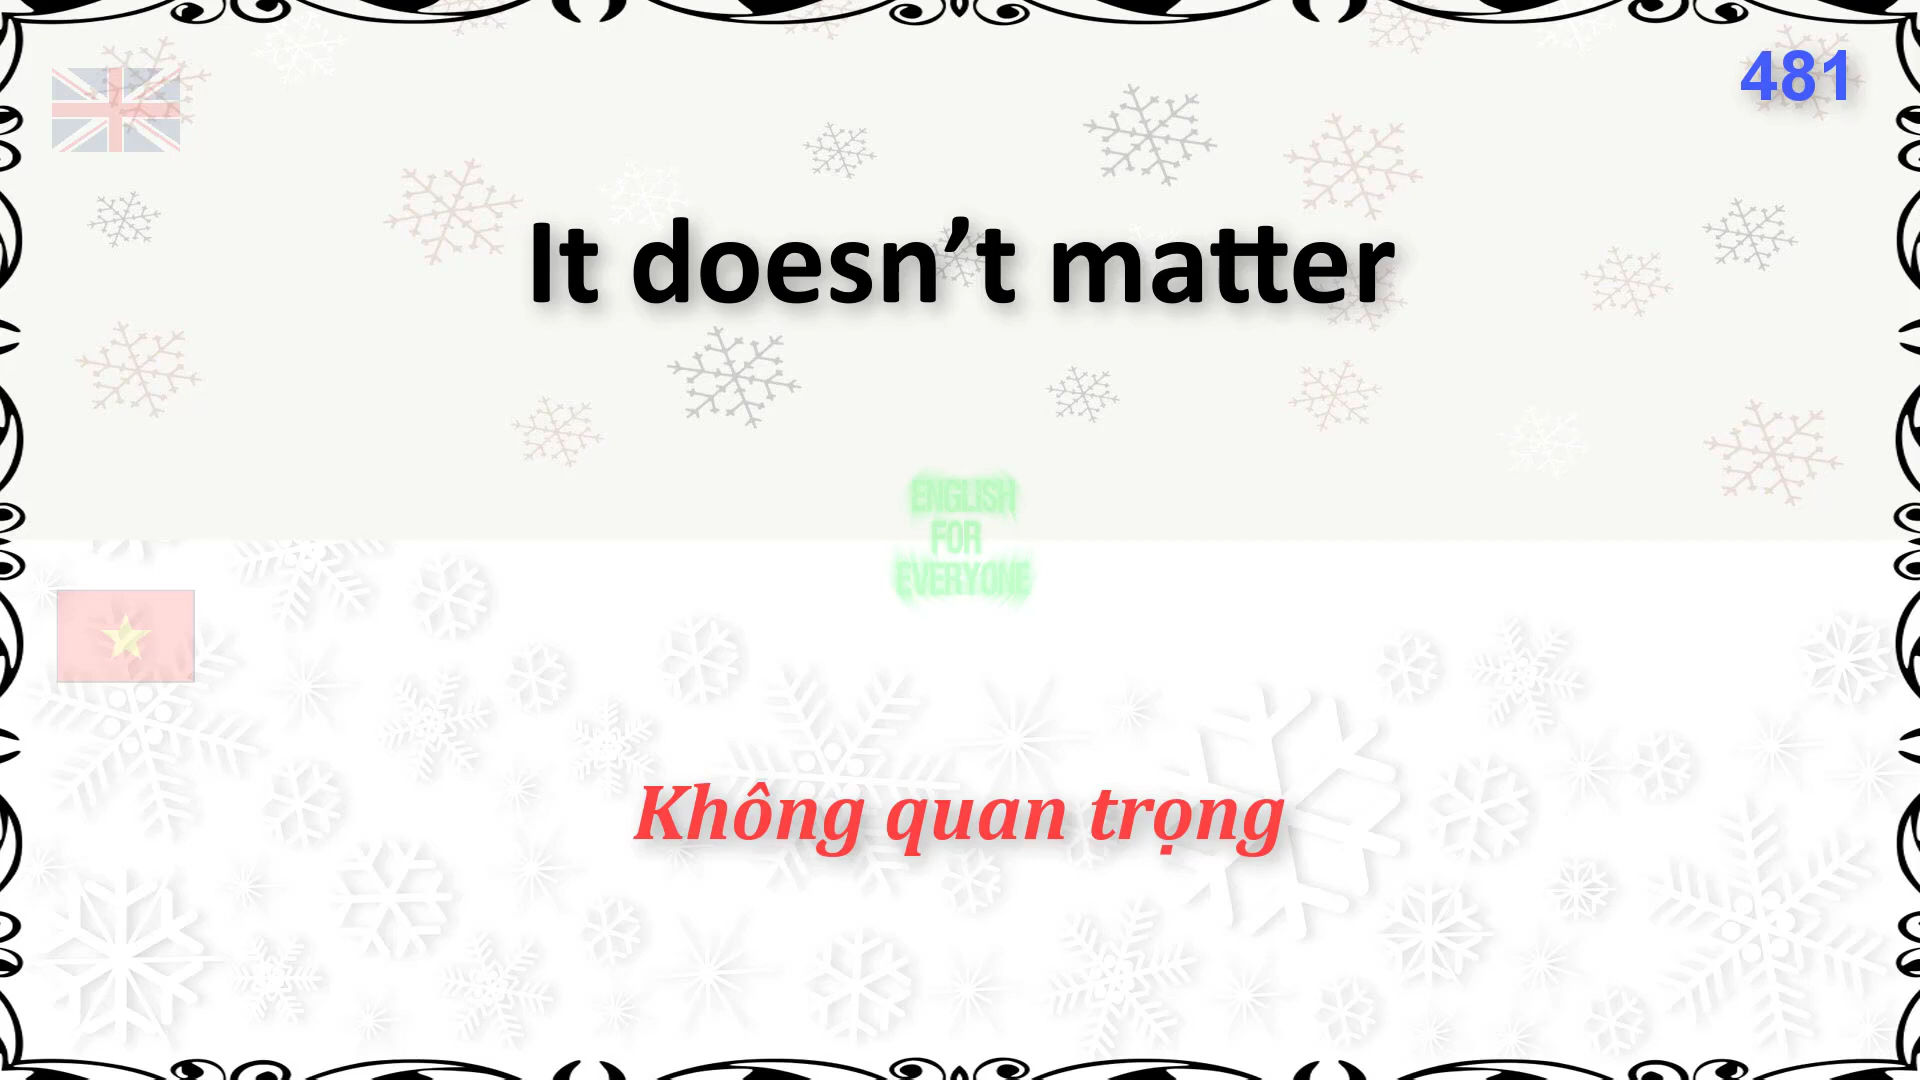 481
It doesn’t matter
ENGLISH
FOR
EVERYONE
Không quan trọng